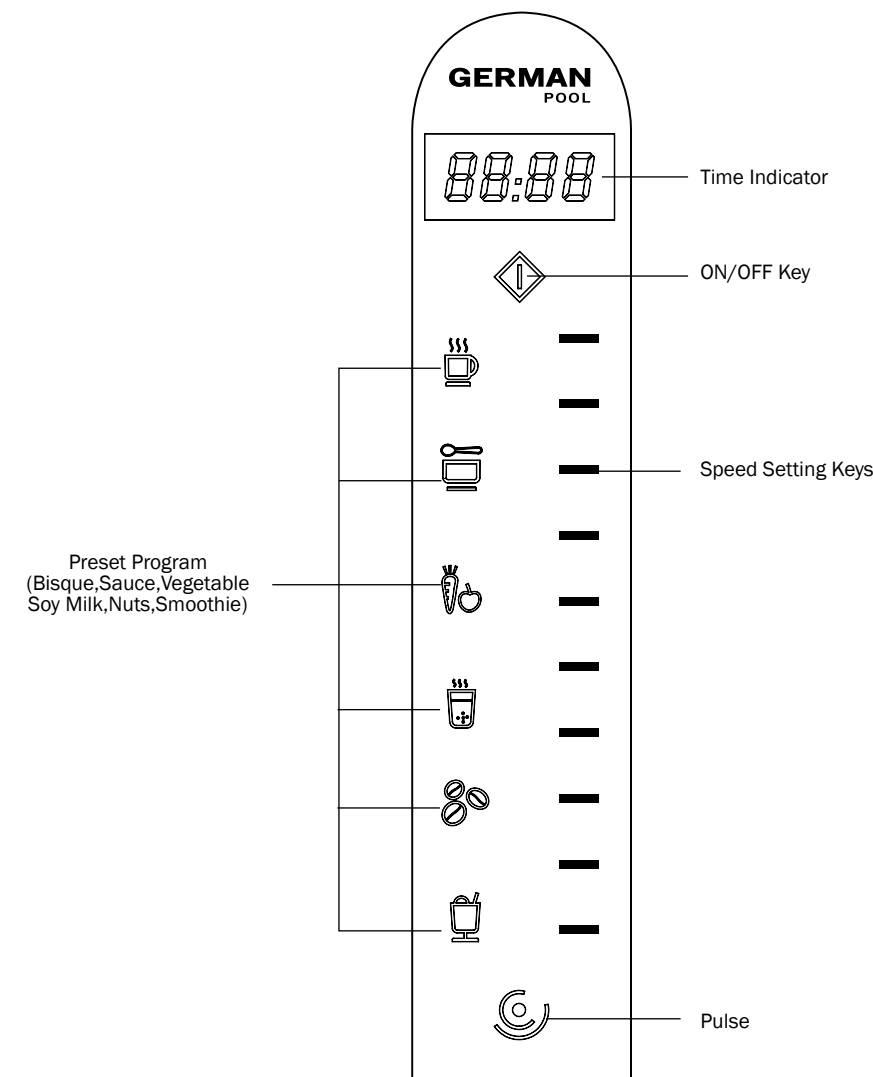 GERMAN
POOL
88:88
Time Indicator
ON/OFF Key
Speed Setting Keys
Preset Program
(Bisque,Sauce,Vegetable
Soy Milk,Nuts,Smoothie)
Pulse